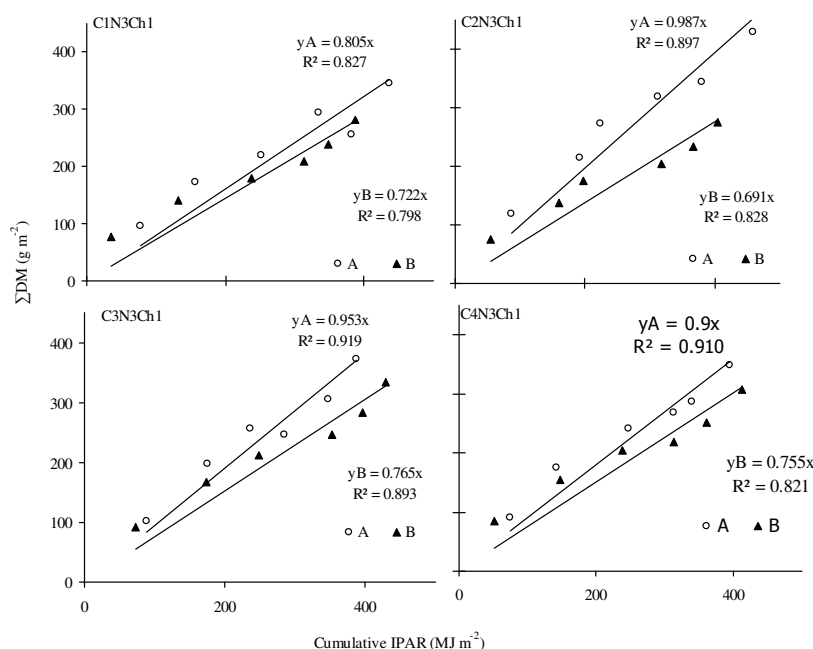 C1N3Ch1
yA = 0.805x
R² = 0.827
yB = 0.722x
R² = 0.798
A B
400
300
200
100
0
C2N3Ch1
yA = 0.987x
R² = 0.897
yB = 0.691x
R² = 0.828
A B
∑DM (g m-2)
C3N3Ch1
yA = 0.953x
R² = 0.919
yB = 0.765x
R² = 0.893
A B
400
300
200
100
0
0 200 400
C4N3Ch1
yA = 0.9x
R² = 0.910
yB = 0.755x
R² = 0.821
A B
0 200 400
Cumulative IPAR (MJ m-2)